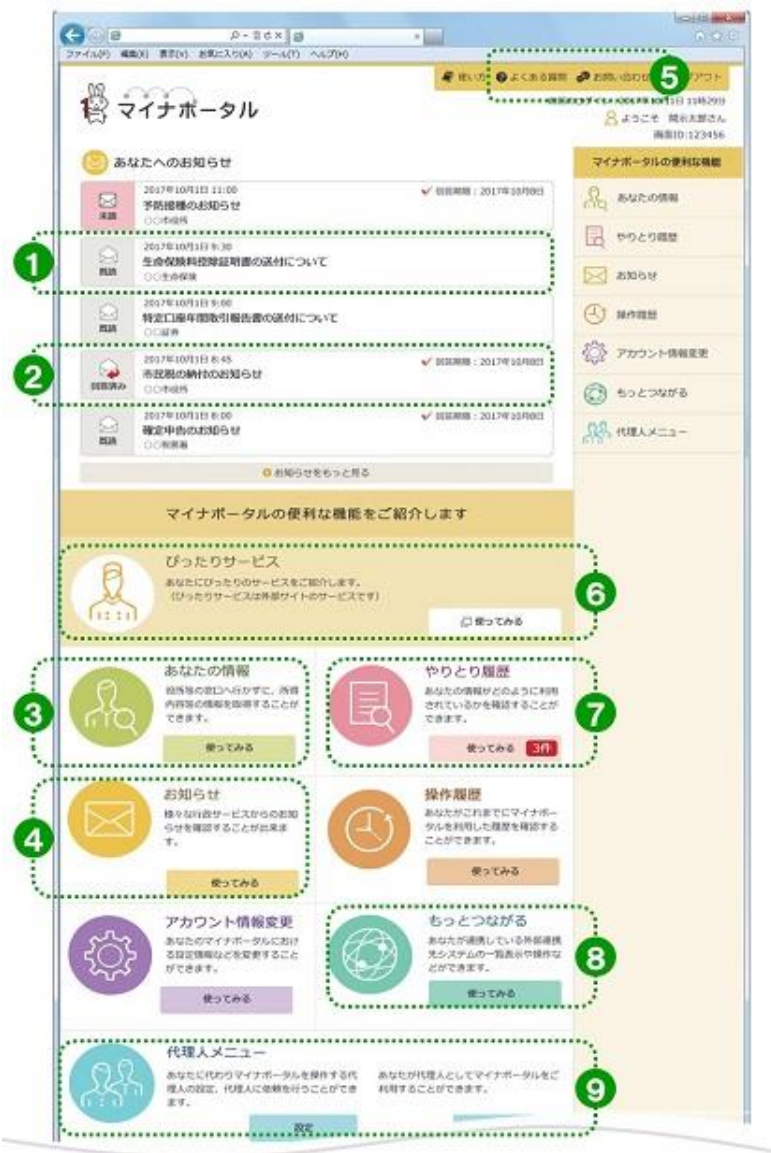 ファイル(F) 編集(E) 表示(V) お気に入り(A) ツール(T) ヘルプ(H)
使い方 よくある質問 お問い合わせ
5
マイナポータル
ようこそ 開示太郎さん
画面ID:123456
あなたへのお知らせ
マイナポータルの便利な機能
未読
2017年10月1日 11:00
回答期限：2017年10月8日
予防接種のお知らせ
○○市役所
あなたの情報
やりとり履歴
1
既読
2017年10月1日 9:30
生命保険料控除証明書の送付について
○○生命保険
お知らせ
操作履歴
既読
2017年10月1日 9:00
特定口座年間取引報告書の送付について
○○証券
アカウント情報変更
2
回答済み
2017年10月1日 8:45
回答期限：2017年10月8日
市民税の納付のお知らせ
○○市役所
もっとつながる
代理人メニュー
既読
2017年10月1日 8:00
回答期限：2017年10月8日
確定申告のお知らせ
○○税務署
お知らせをもっと見る
マイナポータルの便利な機能をご紹介します
ぴったりサービス
あなたにぴったりのサービスをご紹介します。
（ぴったりサービスは外部サイトのサービスです）
使ってみる
6
3
あなたの情報
役所等の窓口へ行かずに、所得
内容等の情報を取得することが
できます。
使ってみる
やりとり履歴
あなたの情報がどのように利用
されているかを確認することが
できます。
使ってみる 3件
7
4
お知らせ
様々な行政サービスからのお知
らせを確認することが出来ま
す。
使ってみる
操作履歴
あなたがこれまでにマイナポー
タルを利用した履歴を確認する
ことができます。
使ってみる
アカウント情報変更
あなたのマイナポータルにおけ
る設定情報などを変更すること
ができます。
使ってみる
もっとつながる
あなたが連携している外部連携
先システムの一覧表示や操作な
どができます。
使ってみる
8
代理人メニュー
あなたに代わりマイナポータルを操作する代
理人の設定、代理人に依頼を行うことができ
ます。
設定
あなたが代理人としてマイナポータルをご
利用することができます。
9